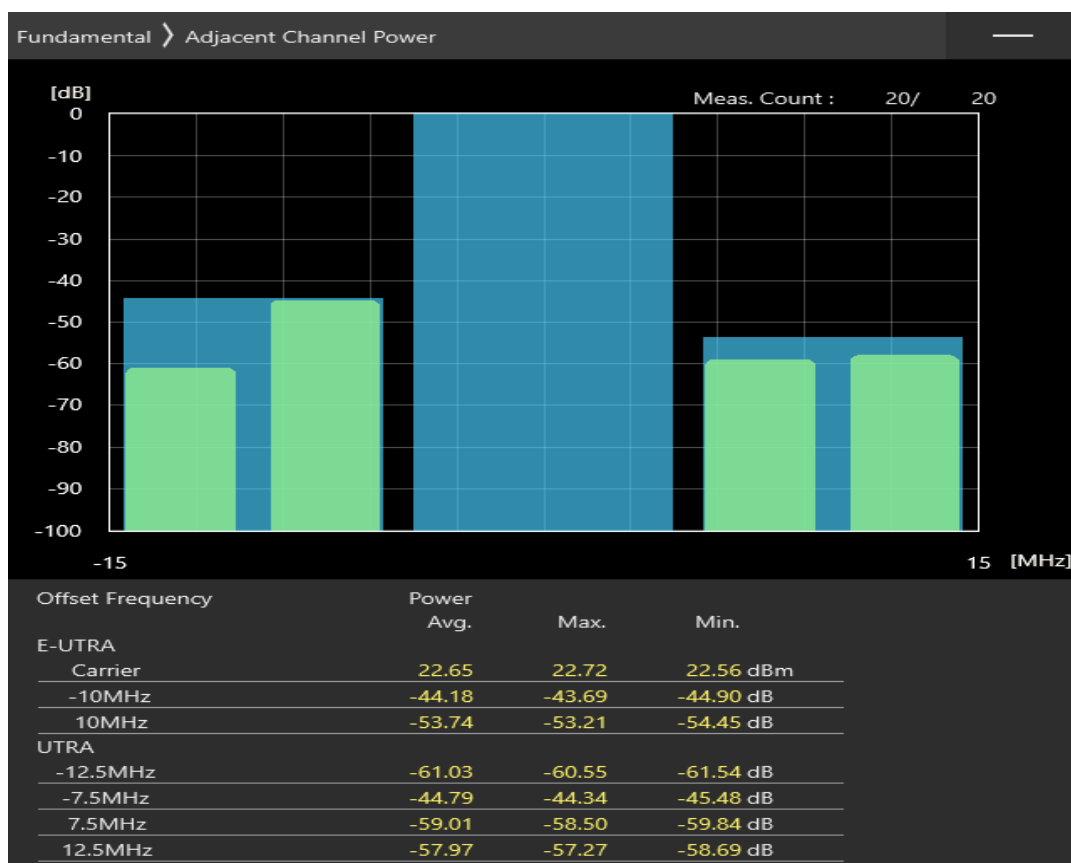 Fundamental 〉 Adjacent Channel Power
[dB]
Meas. Count : 20/ 20
0
-10
-20
-30
-40
-50
-60
-70
-80
-90
-100
-15 15 [MHz]
Offset Frequency Power
Avg. Max. Min.
E-UTRA
Carrier 22.65 22.72 22.56 dBm
-10MHz -44.18 -43.69 -44.90 dB
10MHz -53.74 -53.21 -54.45 dB
UTRA
-12.5MHz -61.03 -60.55 -61.54 dB
-7.5MHz -44.79 -44.34 -45.48 dB
7.5MHz -59.01 -58.50 -59.84 dB
12.5MHz -57.97 -57.27 -58.69 dB